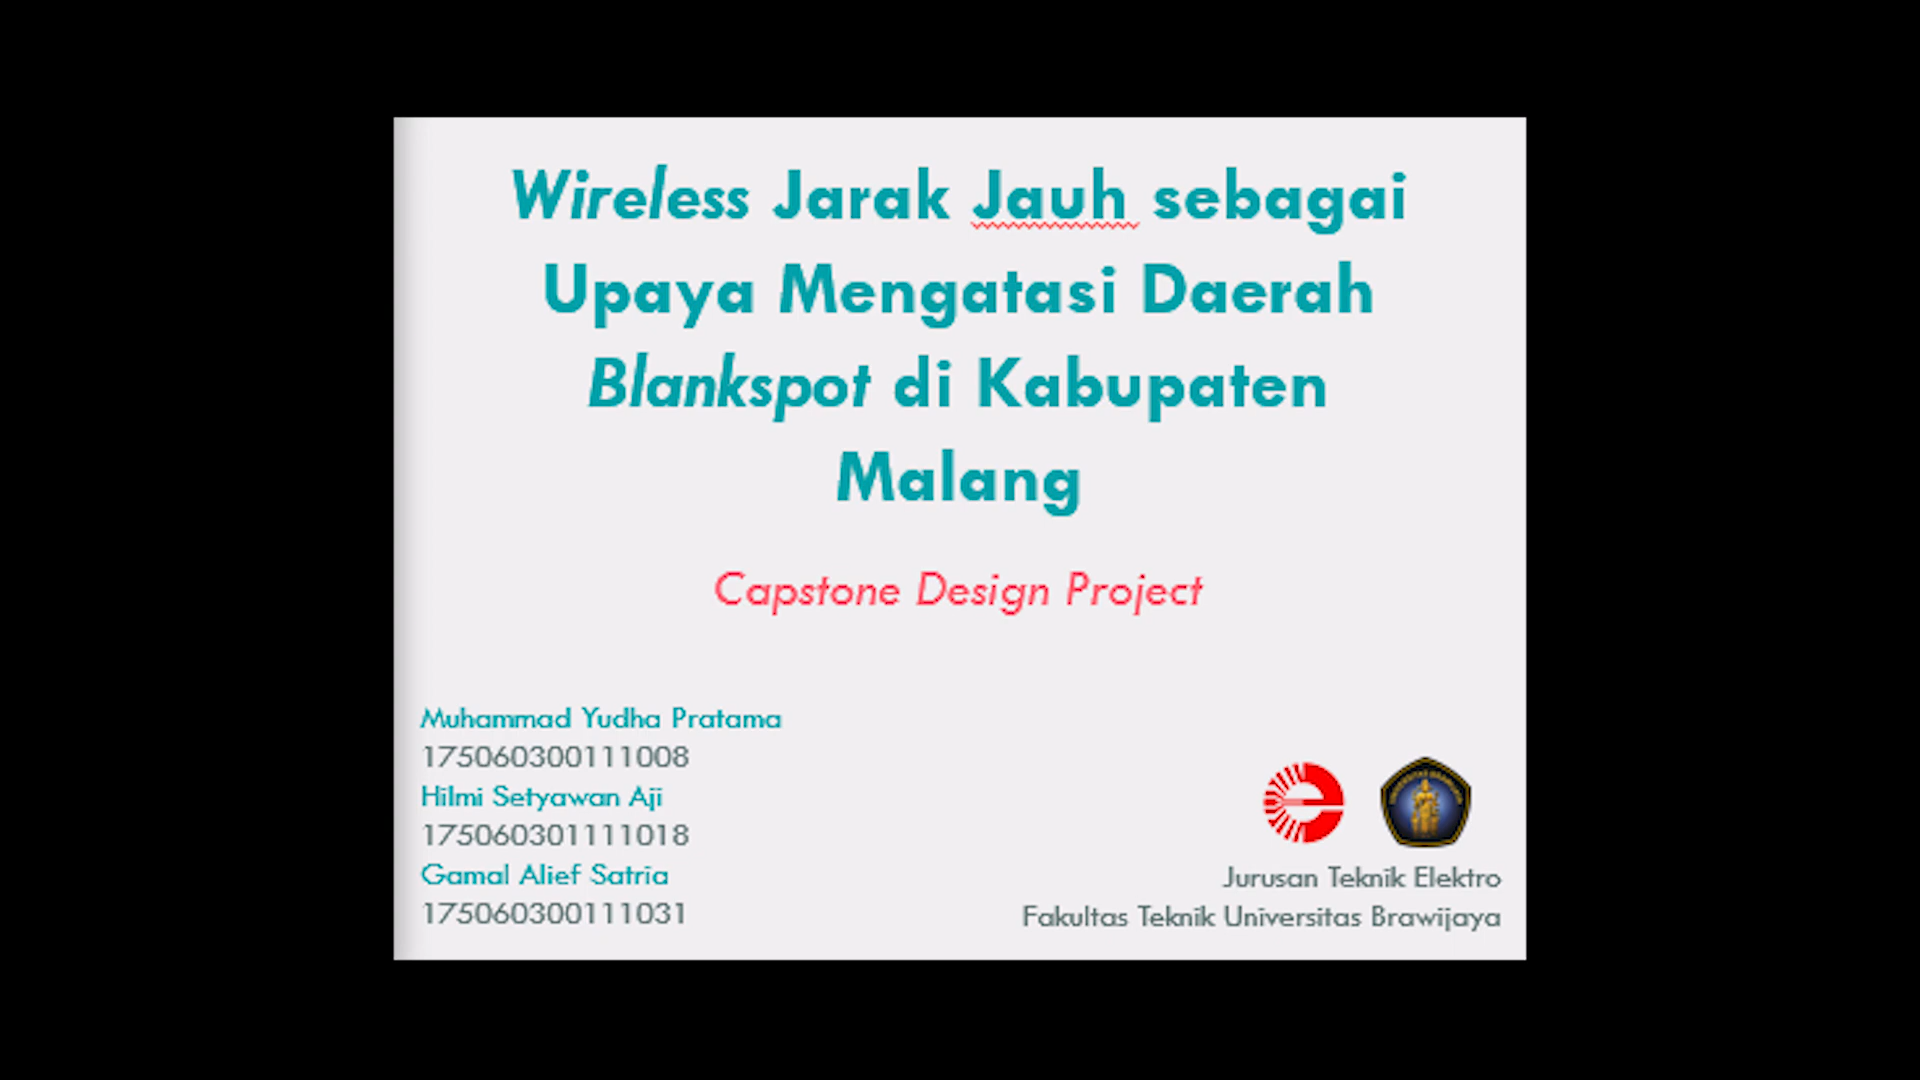 Wireless Jarak Jauh sebagai
Upaya Mengatasi Daerah
Blankspot di Kabupaten
Malang
Capstone Design Project
Muhammad Yudha Pratama
175060300111008
Hilmi Setyawan Aji
175060301111018
Gamal Alief Satria
175060300111031
Jurusan Teknik Elektro
Fakultas Teknik Universitas Brawijaya